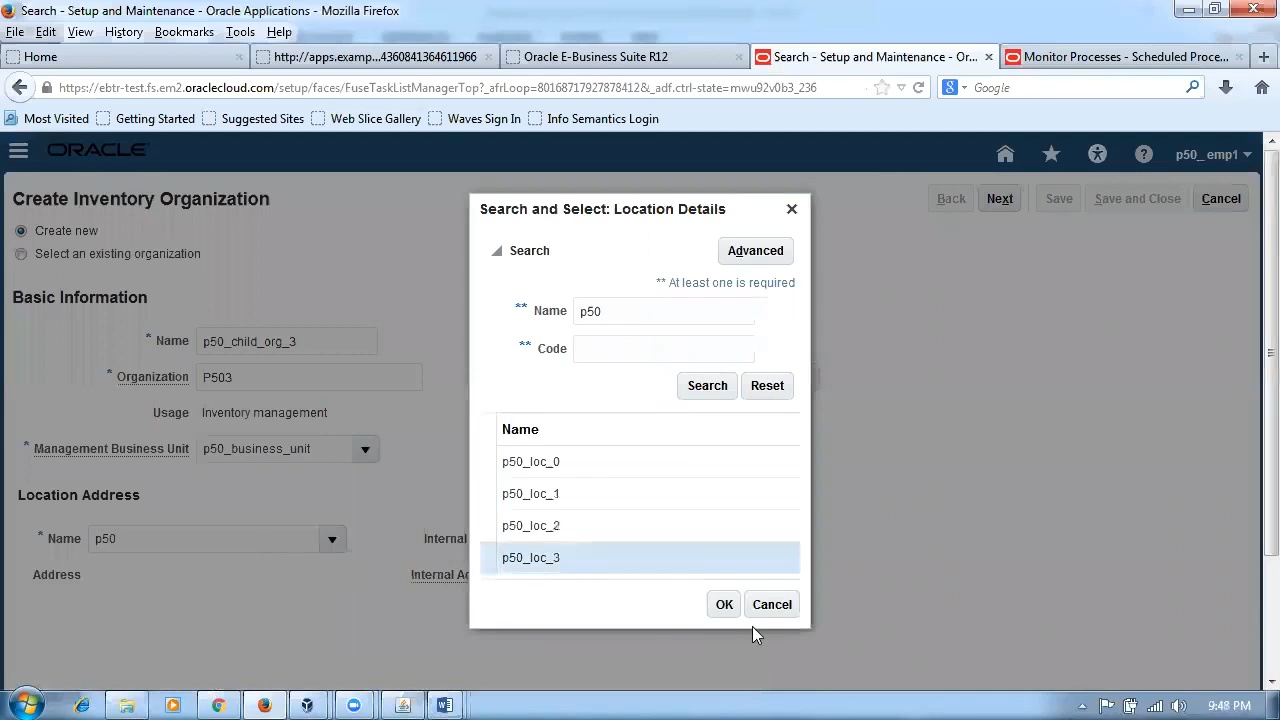 Search - Setup and Maintenance - Oracle Applications - Mozilla Firefox
File Edit View History Bookmarks Tools Help
Home
http://apps.examp...4360841364611966
Oracle E-Business Suite R12
Search - Setup and Maintenance - Or...
Monitor Processes - Scheduled Proce...
https://ebtr-test.fs.em2.oraclecloud.com/setup/faces/FuseTaskListManagerTop?_afrLoop=801687179278784​12&_adf.ctrl-state=mwu92v0b3_236
Google
Most Visited Getting Started Suggested Sites Web Slice Gallery Waves Sign In Info Semantics Login
ORACLE
p50_emp1
Create Inventory Organization
Back Next Save Save and Close Cancel
Create new
Select an existing organization
Basic Information
* Name p50_child_org_3
* Organization P503
Usage Inventory management
* Management Business Unit p50_business_unit
Location Address
* Name p50
Internal
Address
Internal Ad
Search and Select: Location Details
Search
Advanced
** At least one is required
** Name p50
** Code
Search Reset
Name
p50_loc_0
p50_loc_1
p50_loc_2
p50_loc_3
OK Cancel
9:48 PM